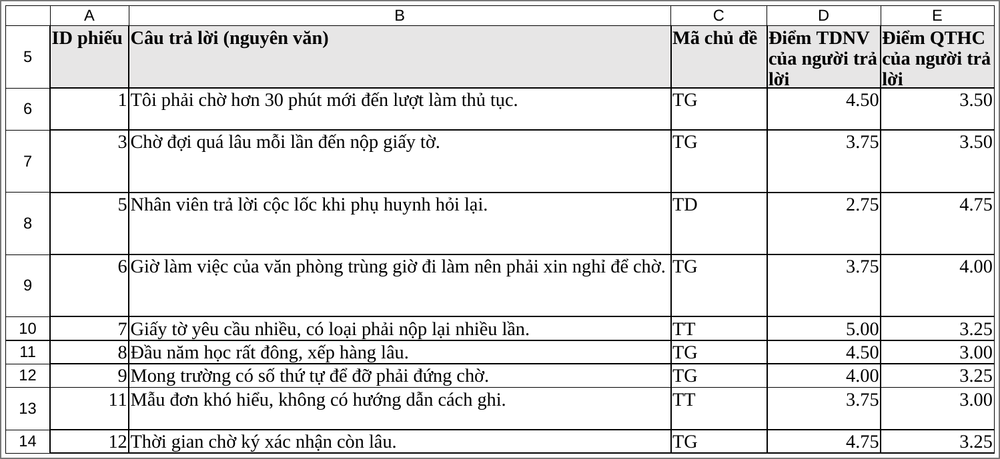 A B C D E
5 ID phiếu Câu trả lời (nguyên văn) Mã chủ đề Điểm TDNV của người trả lời Điểm QTHC của người trả lời
6 1 Tôi phải chờ hơn 30 phút mới đến lượt làm thủ tục. TG 4.50 3.50
7 3 Chờ đợi quá lâu mỗi lần đến nộp giấy tờ. TG 3.75 3.50
8 5 Nhân viên trả lời cộc lốc khi phụ huynh hỏi lại. TD 2.75 4.75
9 6 Giờ làm việc của văn phòng trùng giờ đi làm nên phải xin nghỉ để chờ. TG 3.75 4.00
10 7 Giấy tờ yêu cầu nhiều, có loại phải nộp lại nhiều lần. TT 5.00 3.25
11 8 Đầu năm học rất đông, xếp hàng lâu. TG 4.50 3.00
12 9 Mong trường có số thứ tự để đỡ phải đứng chờ. TG 4.00 3.25
13 11 Mẫu đơn khó hiểu, không có hướng dẫn cách ghi. TT 3.75 3.00
14 12 Thời gian chờ ký xác nhận còn lâu. TG 4.75 3.25